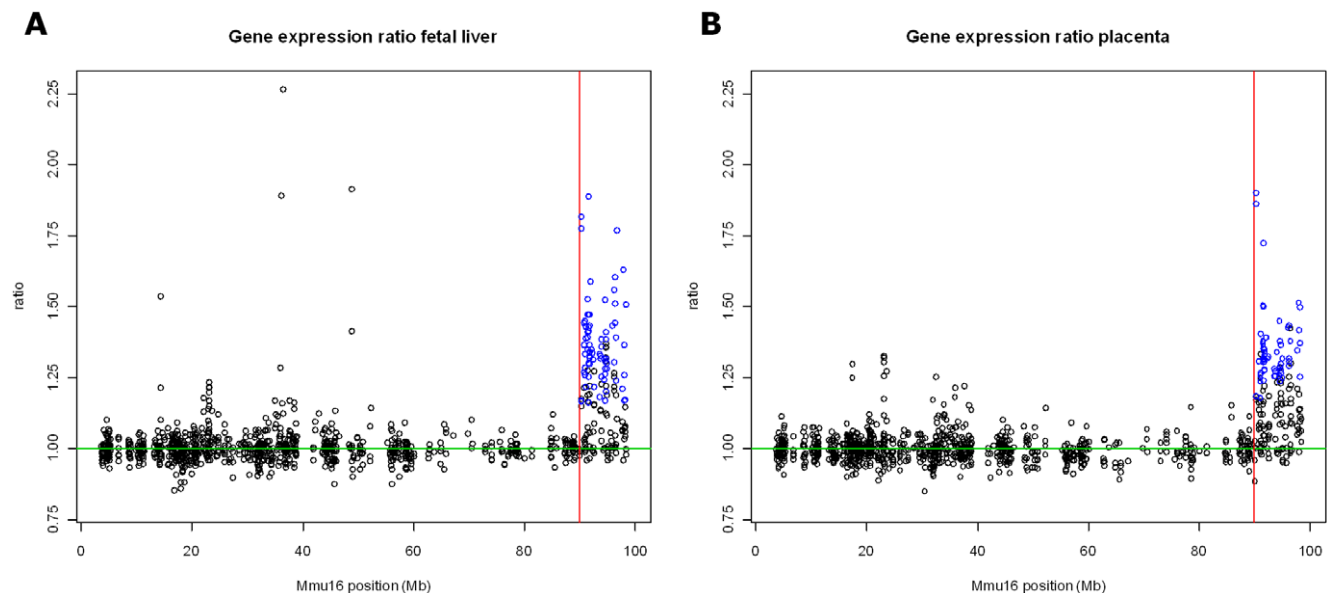 A
Gene expression ratio fetal liver
ratio
2.25
2.00
1.75
1.50
1.25
1.00
0.75
0 20 40 60 80 100
Mmu16 position (Mb)
B
Gene expression ratio placenta
ratio
2.25
2.00
1.75
1.50
1.25
1.00
0.75
0 20 40 60 80 100
Mmu16 position (Mb)